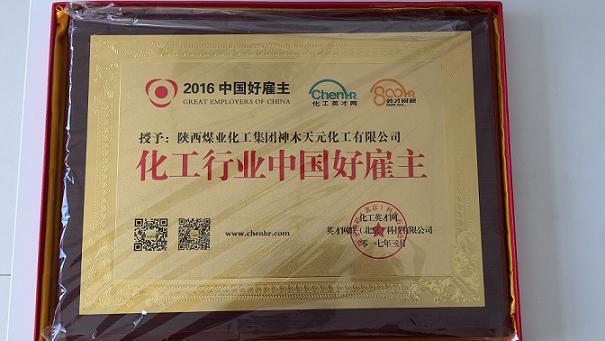 2016 中国好雇主
GREAT EMPLOYERS OF CHINA
ChenHR
化工英才网
800HR
英才网联
授予：陕西煤业化工集团神木天元化工有限公司
化工行业中国好雇主
www.chenhr.com
化工英才网
英才网联（北京）科技有限公司
二〇一七年三月